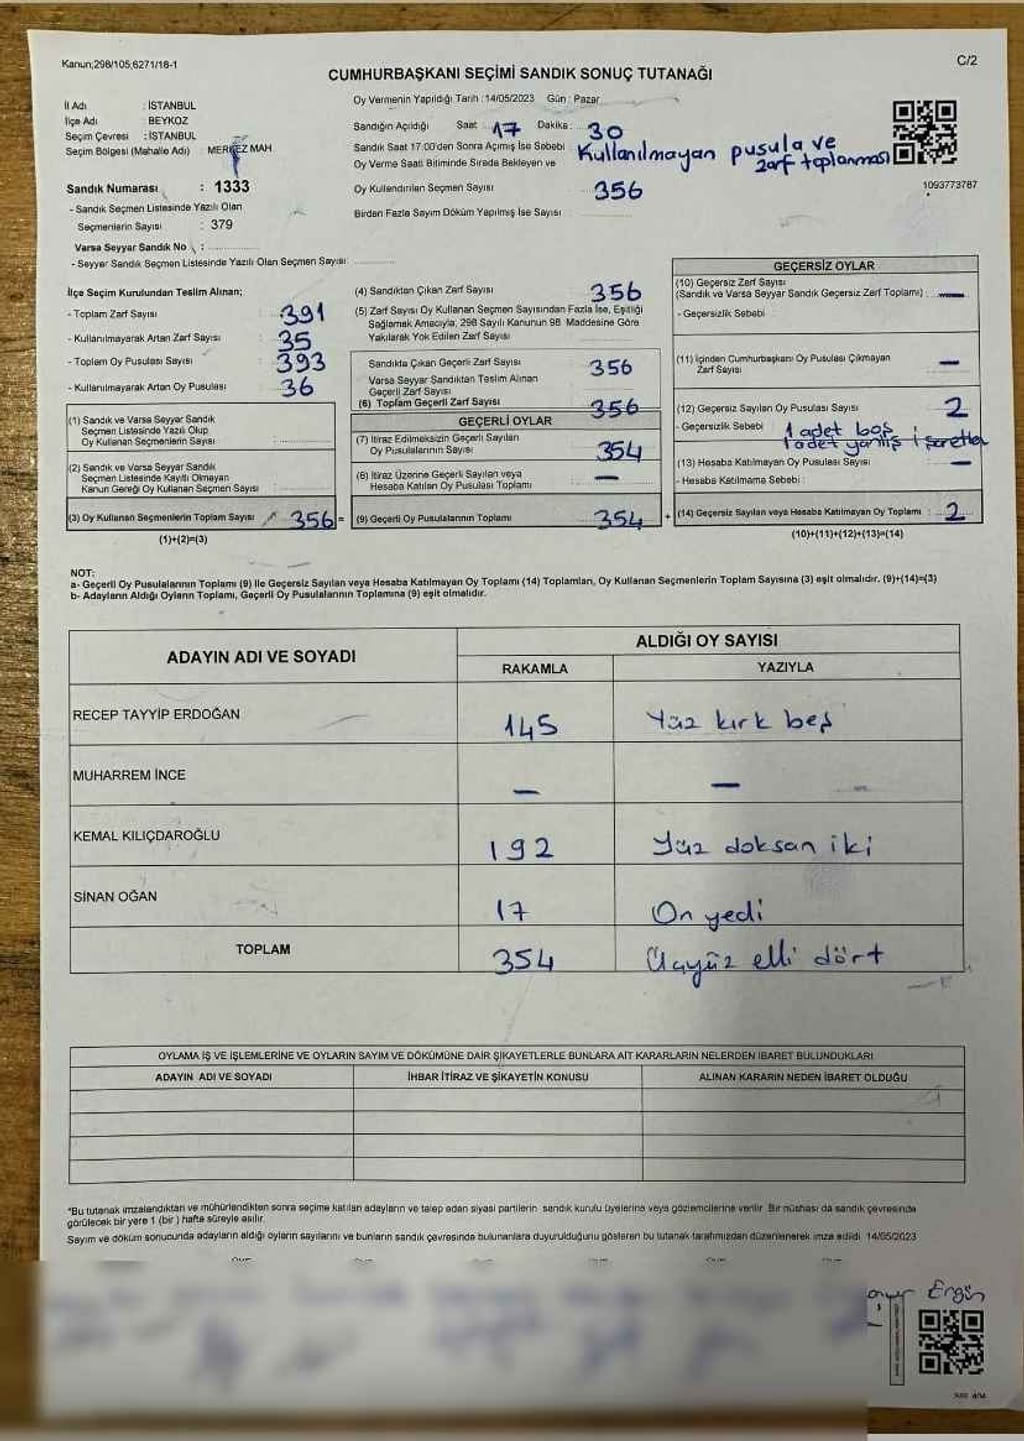 Kanun;298/105,6271/18-1
C/2
CUMHURBAŞKANI SEÇİMİ SANDIK SONUÇ TUTANAĞI
İl Adı : İSTANBUL
İlçe Adı : BEYKOZ
Seçim Çevresi : İSTANBUL
Seçim Bölgesi (Mahalle Adı) : MERKEZ MAH.
Sandık Numarası : 1333
- Sandık Seçmen Listesinde Yazılı Olan
Seçmenlerin Sayısı : 379
Varsa Seyyar Sandık No :
- Seyyar Sandık Seçmen Listesinde Yazılı Olan Seçmen Sayısı:
Oy Vermenin Yapıldığı Tarih :14/05/2023 Gün : Pazar
Sandığın Açıldığı Saat : 17 Dakika : 30
Sandık Saat 17:00'den Sonra Açılmış İse Sebebi Kullanılmayan pusula ve zarf toplanması
Oy Verme Saati Bitiminde Sırada Bekleyen ve
Oy Kullandırılan Seçmen Sayısı 356
Birden Fazla Sayım Döküm Yapılmış İse Sayısı :
1093773787
İlçe Seçim Kurulundan Teslim Alınan;
- Toplam Zarf Sayısı : 391
- Kullanılmayarak Artan Zarf Sayısı : 35
- Toplam Oy Pusulası Sayısı : 393
- Kullanılmayarak Artan Oy Pusulası : 36
(1) Sandık ve Varsa Seyyar Sandık
Seçmen Listesinde Yazılı Olup
Oy Kullanan Seçmenlerin Sayısı :
(2) Sandık ve Varsa Seyyar Sandık
Seçmen Listesinde Kayıtlı Olmayan
Kanun Gereği Oy Kullanan Seçmen Sayısı :
(3) Oy Kullanan Seçmenlerin Toplam Sayısı 356 =
(1)+(2)=(3)
(4) Sandıktan Çıkan Zarf Sayısı 356
(5) Zarf Sayısı Oy Kullanan Seçmen Sayısından Fazla İse, Eşitliği
Sağlamak Amacıyla; 298 Sayılı Kanunun 98. Maddesine Göre
Yakılarak Yok Edilen Zarf Sayısı :
Sandıkta Çıkan Geçerli Zarf Sayısı : 356
Varsa Seyyar Sandıktan Teslim Alınan
Geçerli Zarf Sayısı :
(6) Toplam Geçerli Zarf Sayısı 356
GEÇERLİ OYLAR
(7) İtiraz Edilmeksizin Geçerli Sayılan
Oy Pusulalarının Sayısı 354
(8) İtiraz Üzerine Geçerli Sayılan veya
Hesaba Katılan Oy Pusulası Toplamı : —
(9) Geçerli Oy Pusulalarının Toplamı : 354 +
GEÇERSİZ OYLAR
(10) Geçersiz Zarf Sayısı
(Sandık ve Varsa Seyyar Sandık Geçersiz Zarf Toplamı) : —
- Geçersizlik Sebebi :
(11) İçinden Cumhurbaşkanı Oy Pusulası Çıkmayan
Zarf Sayısı : —
(12) Geçersiz Sayılan Oy Pusulası Sayısı 2
- Geçersizlik Sebebi : 1 adet boş
1 adet yanlış işaretler
(13) Hesaba Katılmayan Oy Pusulası Sayısı —
- Hesaba Katılmama Sebebi :
(14) Geçersiz Sayılan veya Hesaba Katılmayan Oy Toplamı : 2
(10)+(11)+(12)+(13)=(14)
NOT:
a- Geçerli Oy Pusulalarının Toplamı (9) ile Geçersiz Sayılan veya Hesaba Katılmayan Oy Toplamı (14) Toplamları, Oy Kullanan Seçmenlerin Toplam Sayısına (3) eşit olmalıdır. (9)+(14)=(3)
b- Adayların Aldığı Oyların Toplamı, Geçerli Oy Pusulalarının Toplamına (9) eşit olmalıdır.
ADAYIN ADI VE SOYADI ALDIĞI OY SAYISI
RAKAMLA YAZIYLA
RECEP TAYYİP ERDOĞAN 145 Yüz kırk beş
MUHARREM İNCE — —
KEMAL KILIÇDAROĞLU 192 Yüz doksan iki
SİNAN OĞAN 17 On yedi
TOPLAM 354 Üçyüz elli dört
OYLAMA İŞ VE İŞLEMLERİNE VE OYLARIN SAYIM VE DÖKÜMÜNE DAİR ŞİKAYETLERLE BUNLARA AİT KARARLARIN NELERDEN İBARET BULUNDUKLARI
ADAYIN ADI VE SOYADI İHBAR İTİRAZ VE ŞİKAYETİN KONUSU ALINAN KARARIN NEDEN İBARET OLDUĞU
*Bu tutanak imzalandıktan ve mühürlendikten sonra seçime katılan adayların ve talep eden siyasi partilerin sandık kurulu üyelerine veya gözlemcilerine verilir. Bir nüshası da sandık çevresinde
görülecek bir yere 1 (bir ) hafta süreyle asılır.
Sayım ve döküm sonucunda adayların aldığı oyların sayılarını ve bunların sandık çevresinde bulunanlara duyurulduğunu gösteren bu tutanak tarafımızdan düzenlenerek imza edildi. 14/05/2023
Ergün